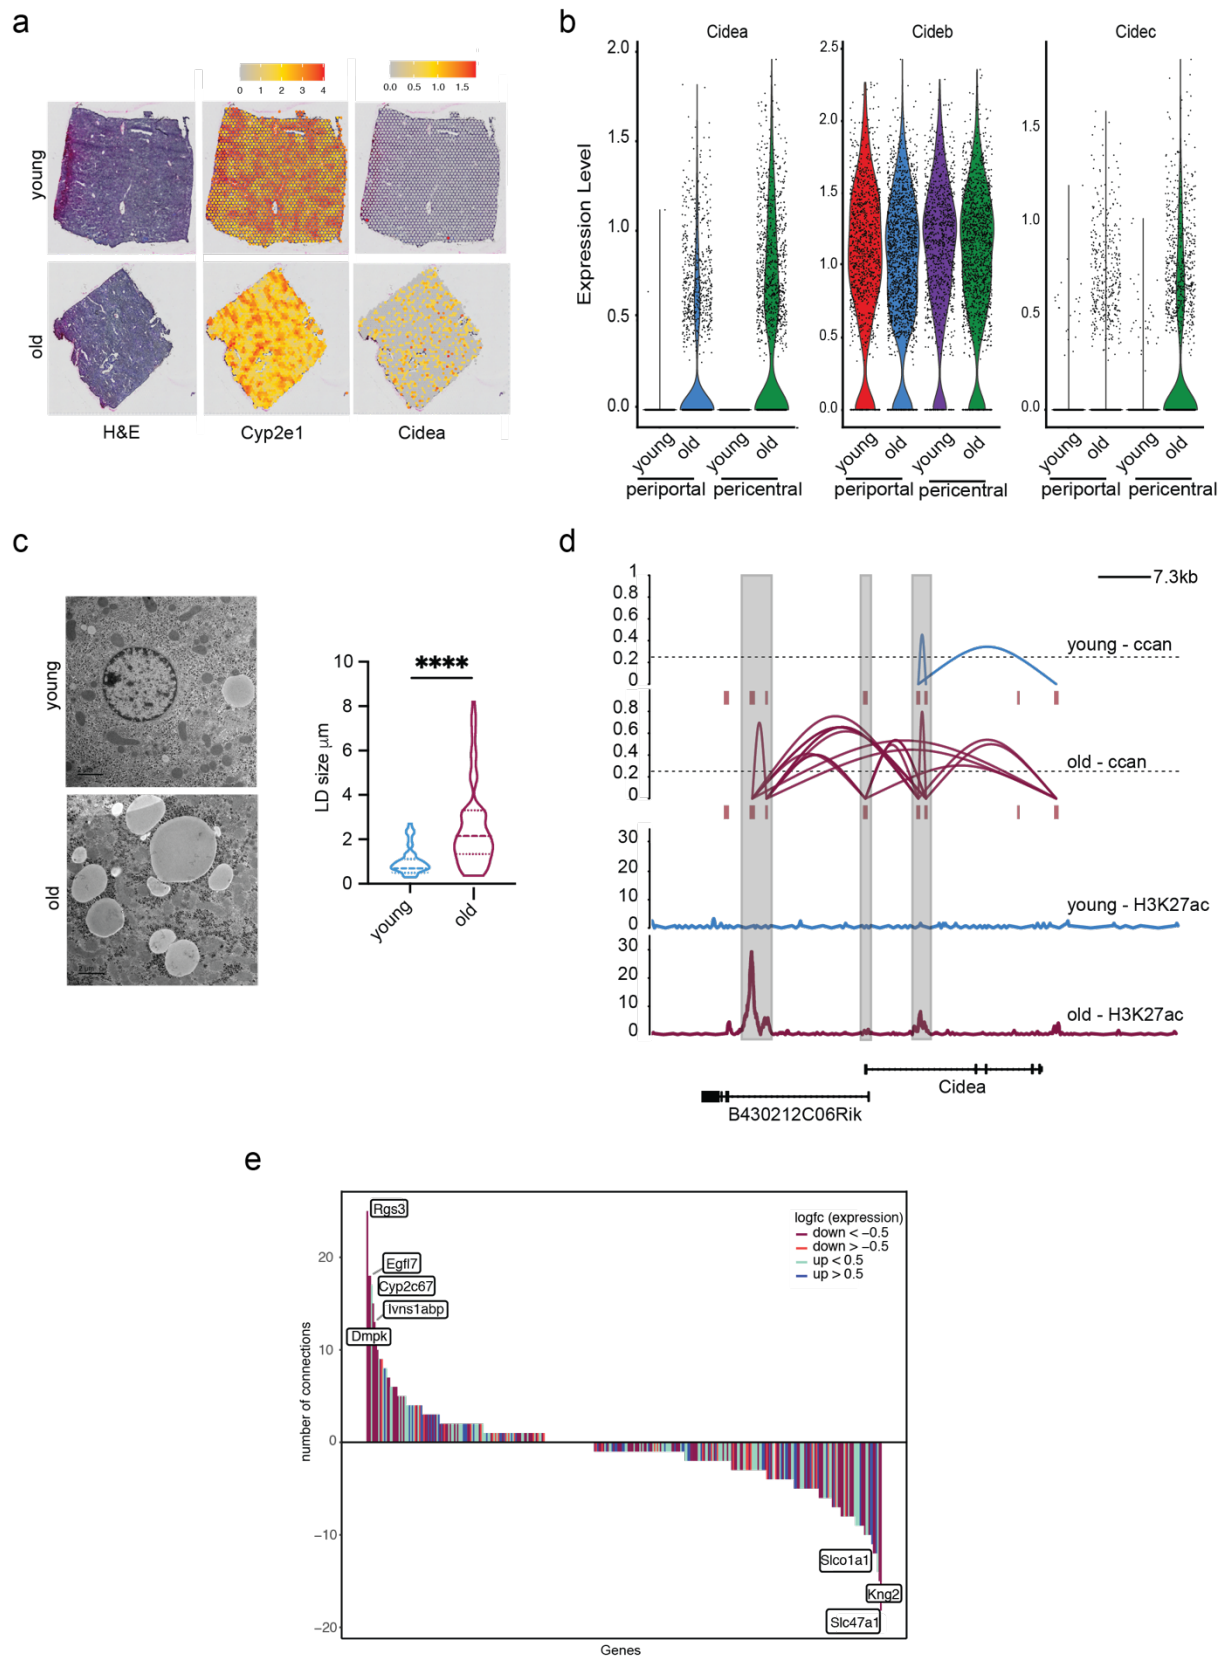 a
0 1 2 3 4
0.0 0.5 1.0 1.5
young
old
H&E
Cyp2e1
Cidea
b
Cidea
Cideb
Cidec
Expression Level
2.0
1.5
1.0
0.5
0.0
2.5
2.0
1.5
1.0
0.5
0.0
1.5
1.0
0.5
0.0
young old young old
periportal pericentral
young old young old
periportal pericentral
young old young old
periportal pericentral
c
young
old
LD size μm
10
8
6
4
2
0
****
young
old
d
7.3kb
1
0.8
0.6
0.4
0.2
0
young - ccan
0.8
0.6
0.4
0.2
0
old - ccan
30
20
10
0
young - H3K27ac
30
20
10
0
old - H3K27ac
Cidea
B430212C06Rik
e
number of connections
20
10
0
−10
−20
Rgs3
Egfl7
Cyp2c67
Ivns1abp
Dmpk
logfc (expression)
down < −0.5
down > −0.5
up < 0.5
up > 0.5
Slco1a1
Kng2
Slc47a1
Genes